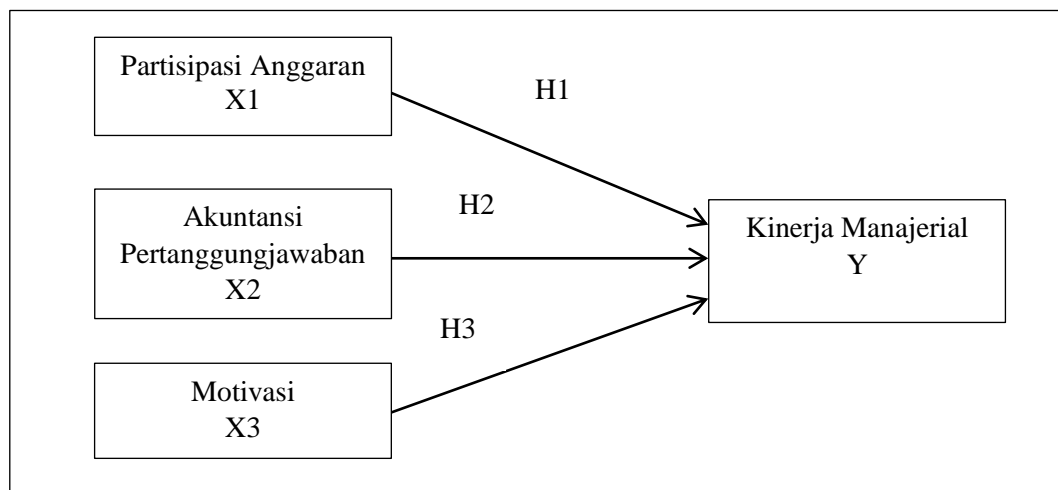 Partisipasi Anggaran
X1
H1
Akuntansi
Pertanggungjawaban
X2
H2
Motivasi
X3
H3
Kinerja Manajerial
Y